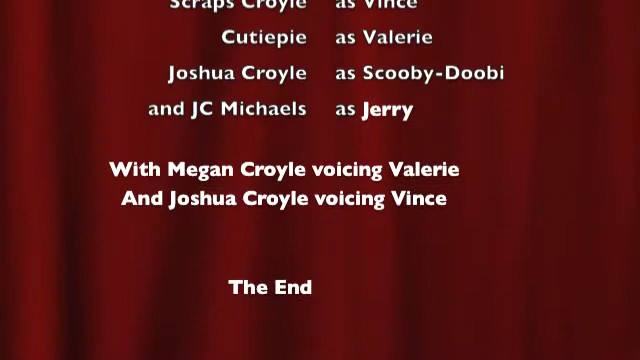 Scraps Croyle as Vince
Cutiepie as Valerie
Joshua Croyle as Scooby-Doobi
and JC Michaels as Jerry
With Megan Croyle voicing Valerie
And Joshua Croyle voicing Vince
The End